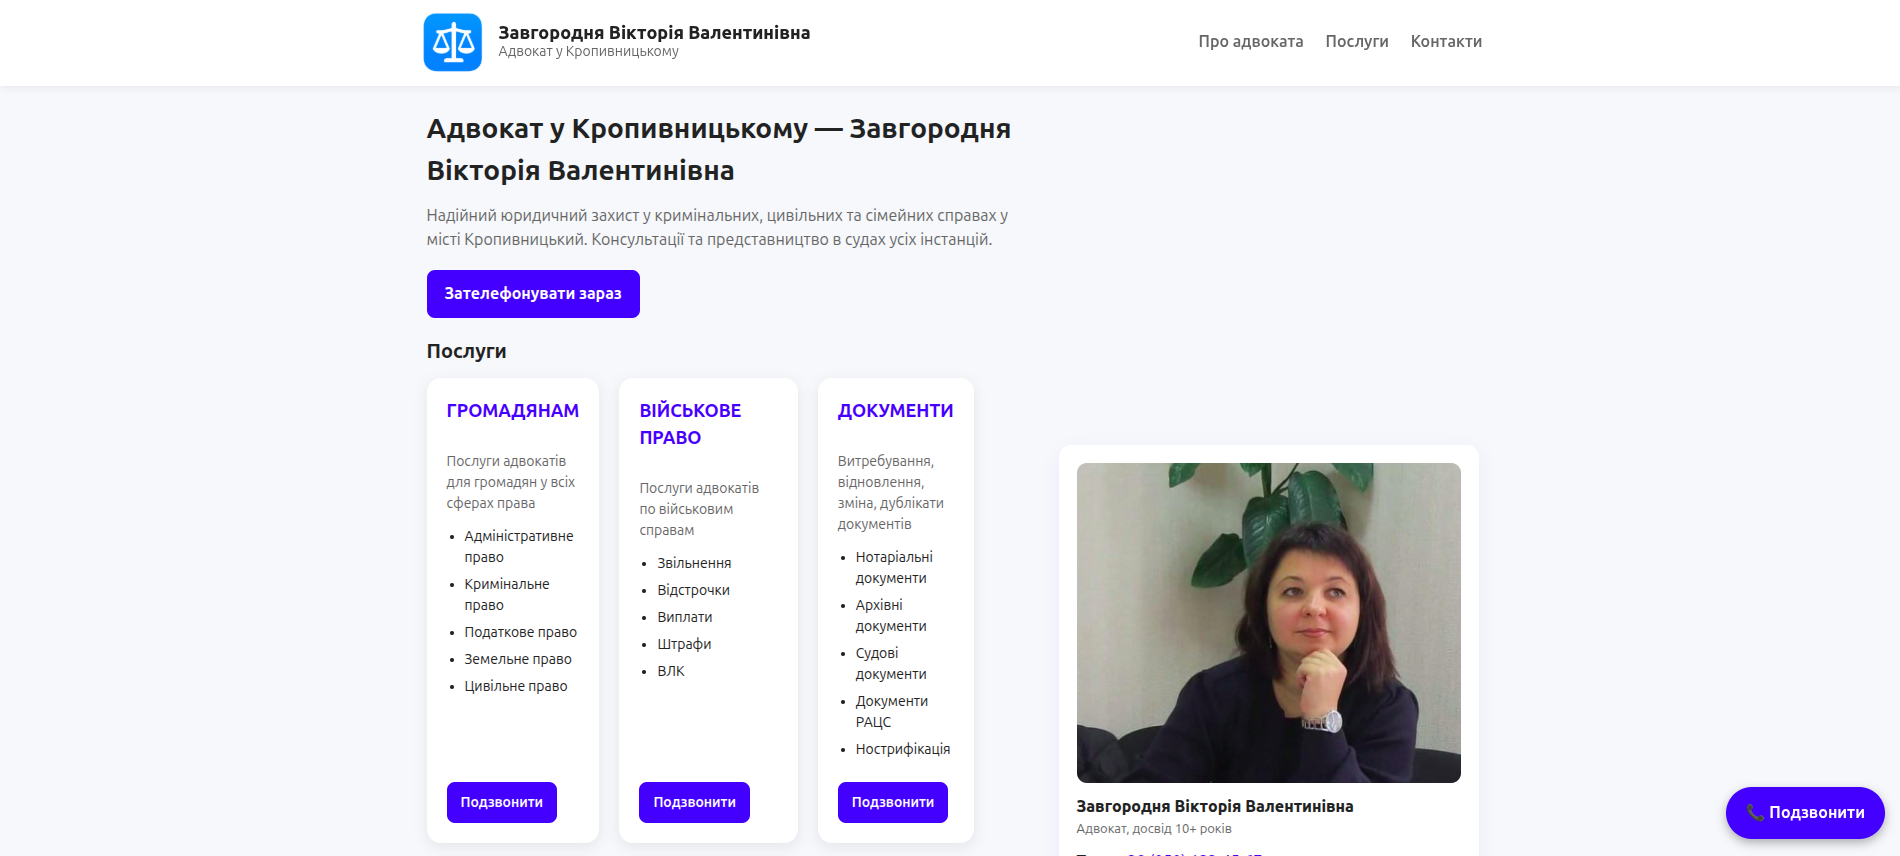 Завгородня Вікторія Валентинівна
Адвокат у Кропивницькому
Про адвоката Послуги Контакти
Адвокат у Кропивницькому — Завгородня
Вікторія Валентинівна
Надійний юридичний захист у кримінальних, цивільних та сімейних справах у
місті Кропивницький. Консультації та представництво в судах усіх інстанцій.
Зателефонувати зараз
Послуги
ГРОМАДЯНАМ
Послуги адвокатів
для громадян у всіх
сферах права
Адміністративне
право
Кримінальне
право
Податкове право
Земельне право
Цивільне право
Подзвонити
ВІЙСЬКОВЕ
ПРАВО
Послуги адвокатів
по військовим
справам
Звільнення
Відстрочки
Виплати
Штрафи
ВЛК
Подзвонити
ДОКУМЕНТИ
Витребування,
відновлення,
зміна, дублікати
документів
Нотаріальні
документи
Архівні
документи
Судові
документи
Документи
РАЦС
Нострифікація
Подзвонити
Завгородня Вікторія Валентинівна
Адвокат, досвід 10+ років
📞 Подзвонити